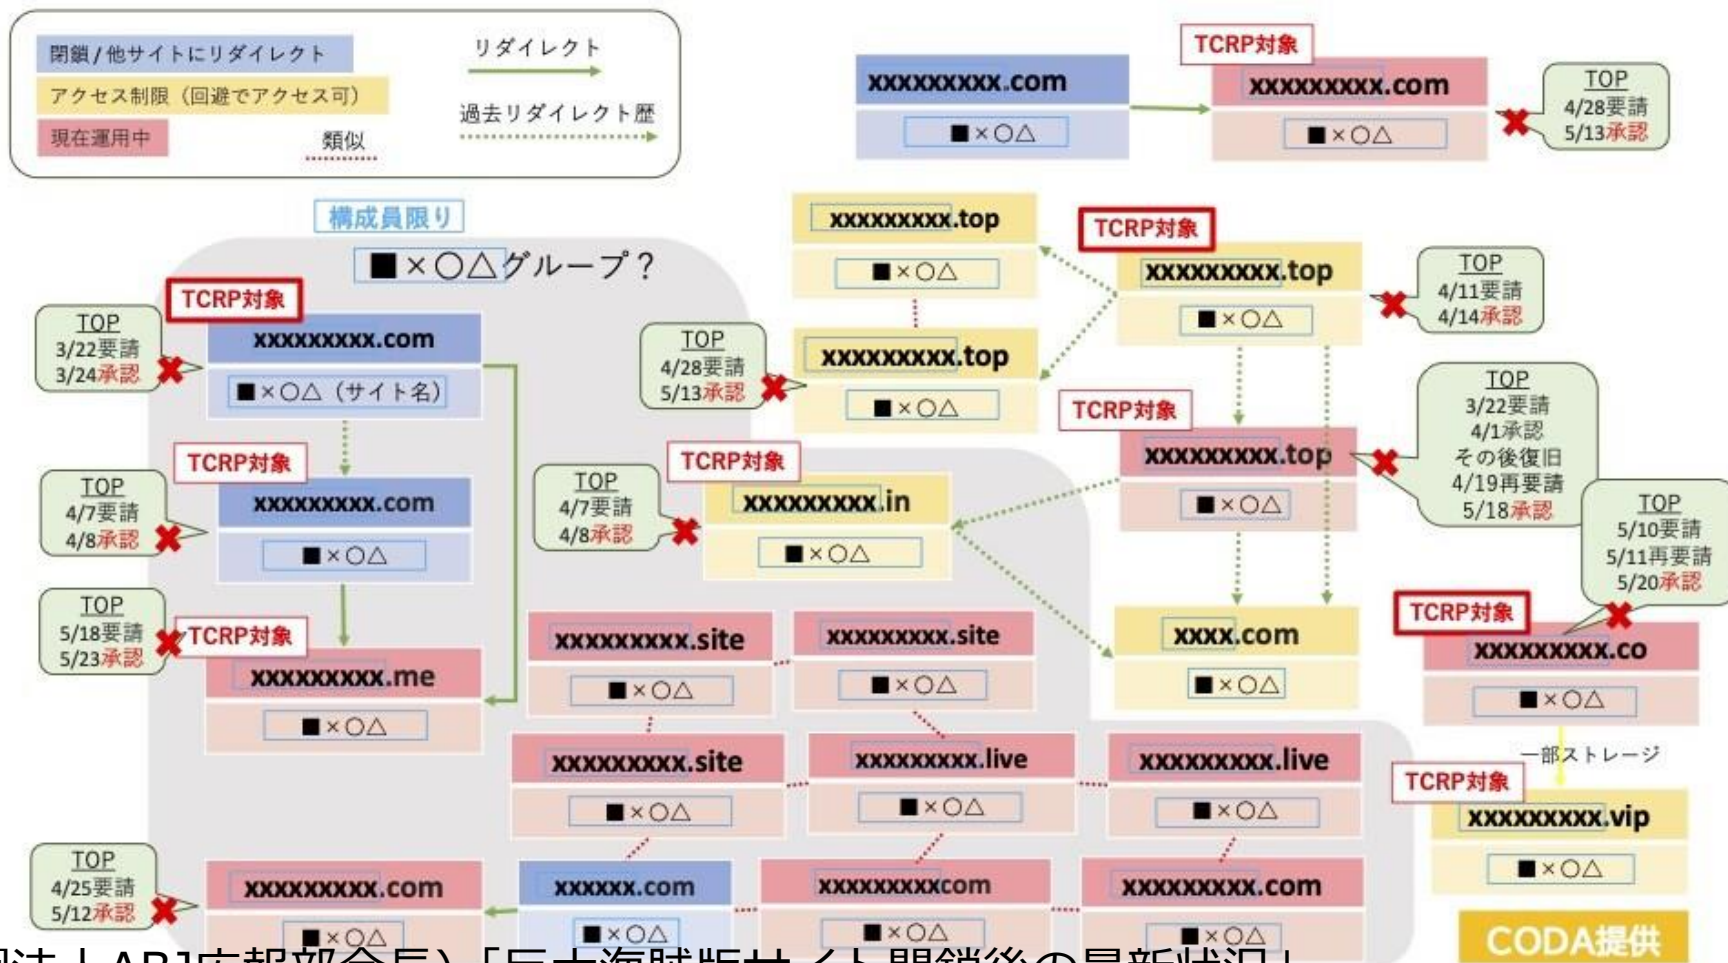 閉鎖/他サイトにリダイレクト
アクセス制限（回避でアクセス可）
現在運用中
類似
リダイレクト
過去リダイレクト歴
xxxxxxxxx.com
■×○△
TCRP対象
xxxxxxxxx.com
■×○△
TOP
4/28要請
5/13承認
構成員限り
■×○△グループ？
TCRP対象
xxxxxxxxx.com
■×○△（サイト名）
TOP
3/22要請
3/24承認
xxxxxxxxx.top
■×○△
TCRP対象
xxxxxxxxx.top
■×○△
TOP
4/11要請
4/14承認
TOP
4/28要請
5/13承認
xxxxxxxxx.top
■×○△
TCRP対象
xxxxxxxxx.top
■×○△
TOP
3/22要請
4/1承認
その後復旧
4/19再要請
5/18承認
TCRP対象
xxxxxxxxx.com
■×○△
TOP
4/7要請
4/8承認
TOP
4/7要請
4/8承認
TCRP対象
xxxxxxxxx.in
■×○△
TOP
5/10要請
5/11再要請
5/20承認
TOP
5/18要請
5/23承認
TCRP対象
xxxxxxxxx.me
■×○△
xxxxxxxxx.site
■×○△
xxxxxxxxx.site
■×○△
xxxx.com
■×○△
TCRP対象
xxxxxxxxx.co
■×○△
一部ストレージ
xxxxxxxxx.site
■×○△
xxxxxxxxx.live
■×○△
xxxxxxxxx.live
■×○△
TCRP対象
xxxxxxxxx.vip
■×○△
TOP
4/25要請
5/12承認
xxxxxxxxx.com
■×○△
xxxxxx.com
■×○△
xxxxxxxxxcom
■×○△
xxxxxxxxx.com
■×○△
CODA提供